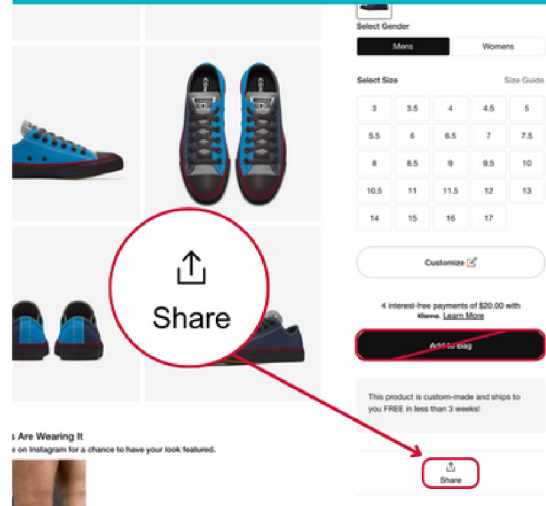 Select Gender
Mens Womens
Select Size Size Guide
3 3.5 4 4.5 5
5.5 6 6.5 7 7.5
8 8.5 9 9.5 10
10.5 11 11.5 12 13
14 15 16 17
Customize
4 interest-free payments of $20.00 with
Klarna. Learn More
Add to Bag
This product is custom-made and ships to
you FREE in less than 3 weeks!
Share
Share
s Are Wearing It
e on Instagram for a chance to have your look featured.